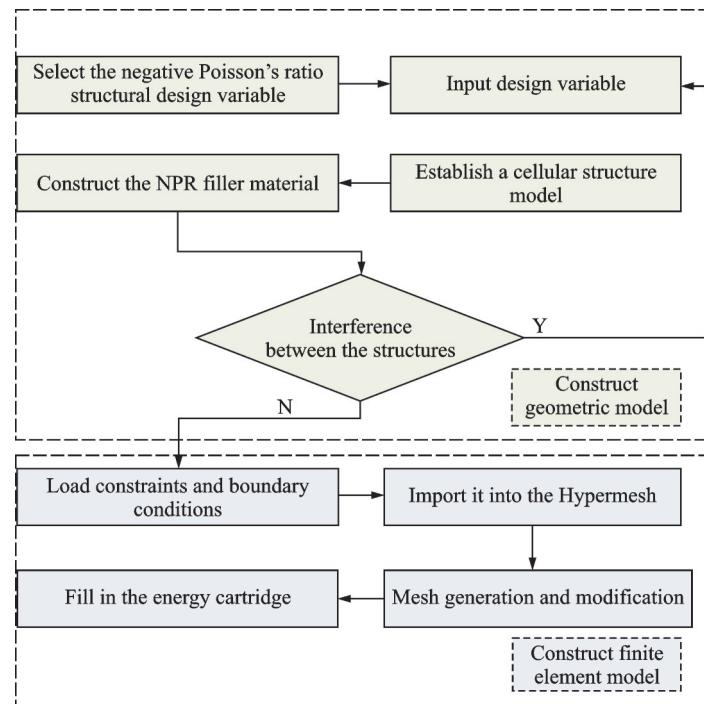 Select the negative Poisson's ratio
structural design variable
Input design variable
Construct the NPR filler material
Establish a cellular structure
model
Interference
between the structures
Y
N
Construct
geometric model
Load constraints and boundary
conditions
Import it into the Hypermesh
Fill in the energy cartridge
Mesh generation and modification
Construct finite
element model